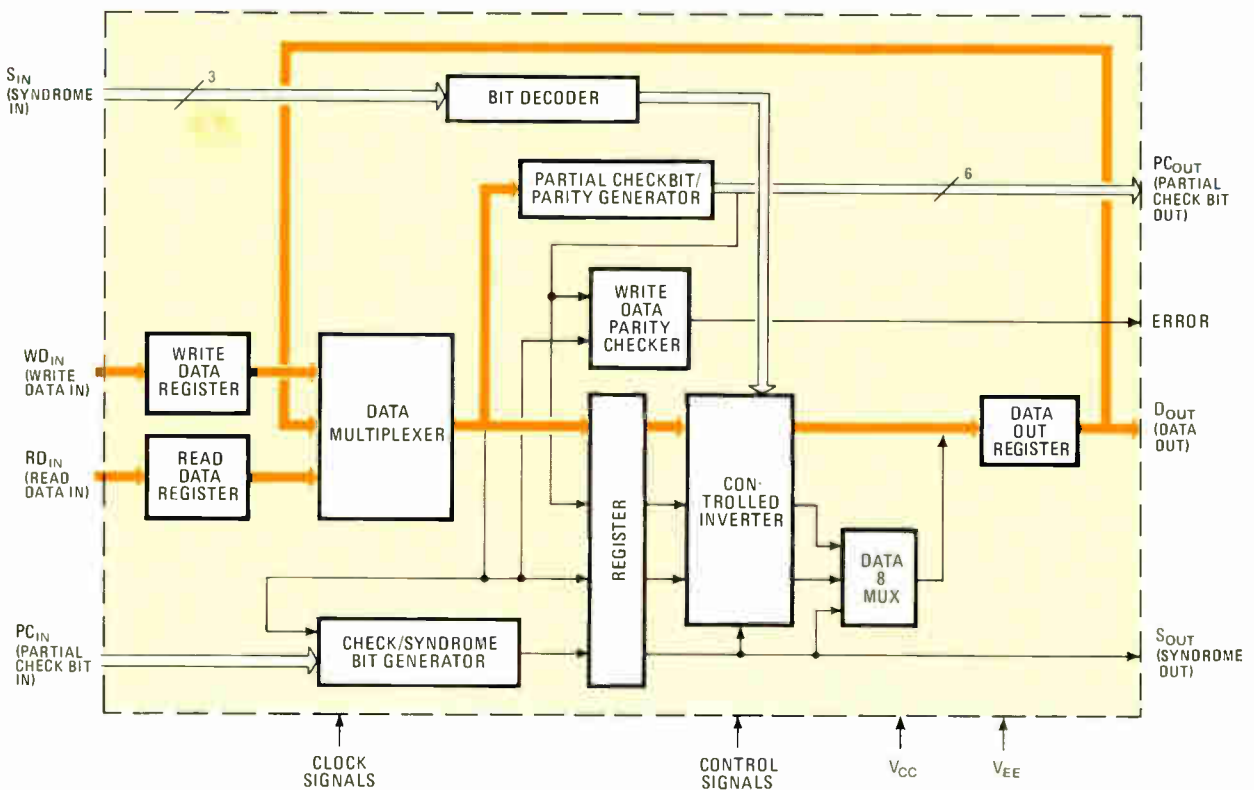 S_IN
(SYNDROME
IN)
3
BIT DECODER
PARTIAL CHECKBIT/
PARITY GENERATOR
6
PC_OUT
(PARTIAL
CHECK BIT
OUT)
WRITE
DATA
PARITY
CHECKER
ERROR
WD_IN
(WRITE
DATA IN)
WRITE
DATA
REGISTER
DATA
MULTIPLEXER
RD_IN
(READ
DATA IN)
READ
DATA
REGISTER
REGISTER
CON-
TROLLED
INVERTER
DATA
OUT
REGISTER
D_OUT
(DATA
OUT)
DATA
8
MUX
PC_IN
(PARTIAL
CHECK BIT
IN)
CHECK/SYNDROME
BIT GENERATOR
S_OUT
(SYNDROME
OUT)
CLOCK
SIGNALS
CONTROL
SIGNALS
V_CC
V_EE